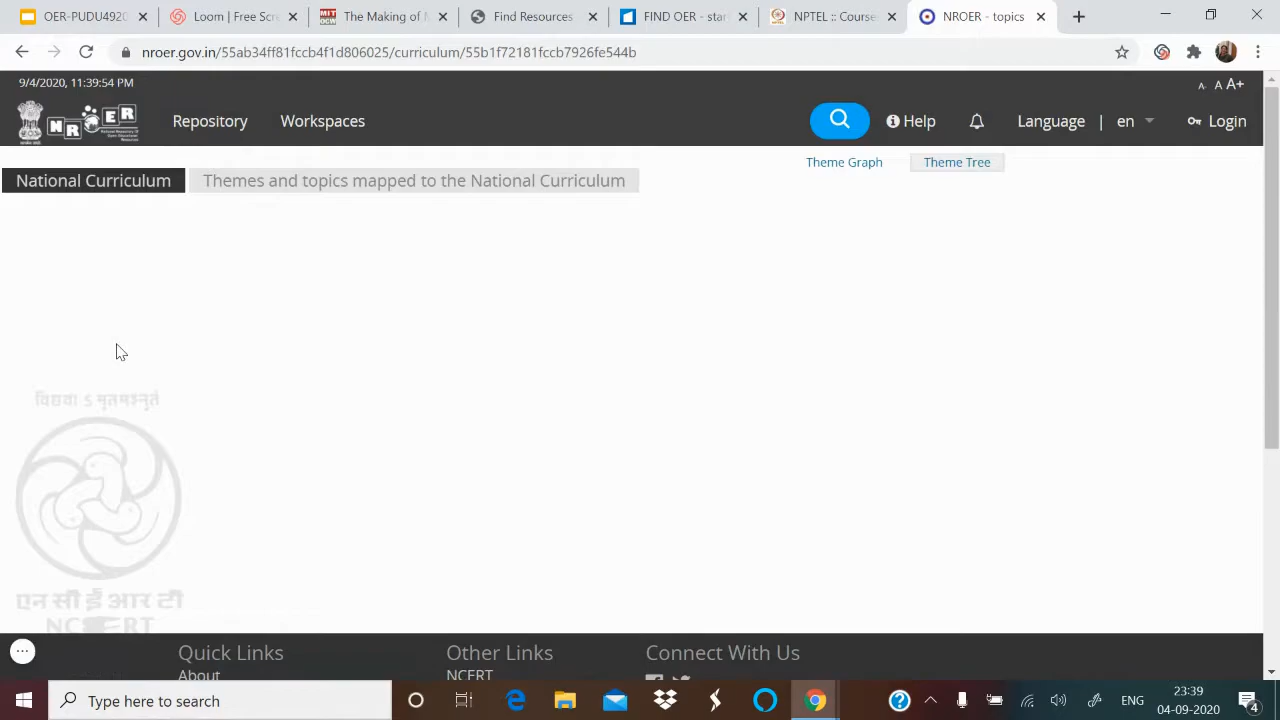 OER-PUDU4920
Loom | Free Scr
The Making of M
Find Resources
FIND OER - star
NPTEL :: Course
NROER - topics
nroer.gov.in/55ab34ff81fccb4f1d806025/curriculum/55b1f72181fccb7926fe544b
9/4/2020, 11:39:54 PM
A- A A+
NROER
Repository
Workspaces
Help
Language | en
Login
Theme Graph
Theme Tree
National Curriculum
Themes and topics mapped to the National Curriculum
विद्यया ऽ मृतमश्नुते
एन सी ई आर टी
NCERT
Quick Links
Other Links
Connect With Us
About
NCERT
Type here to search
ENG
23:39
04-09-2020
4